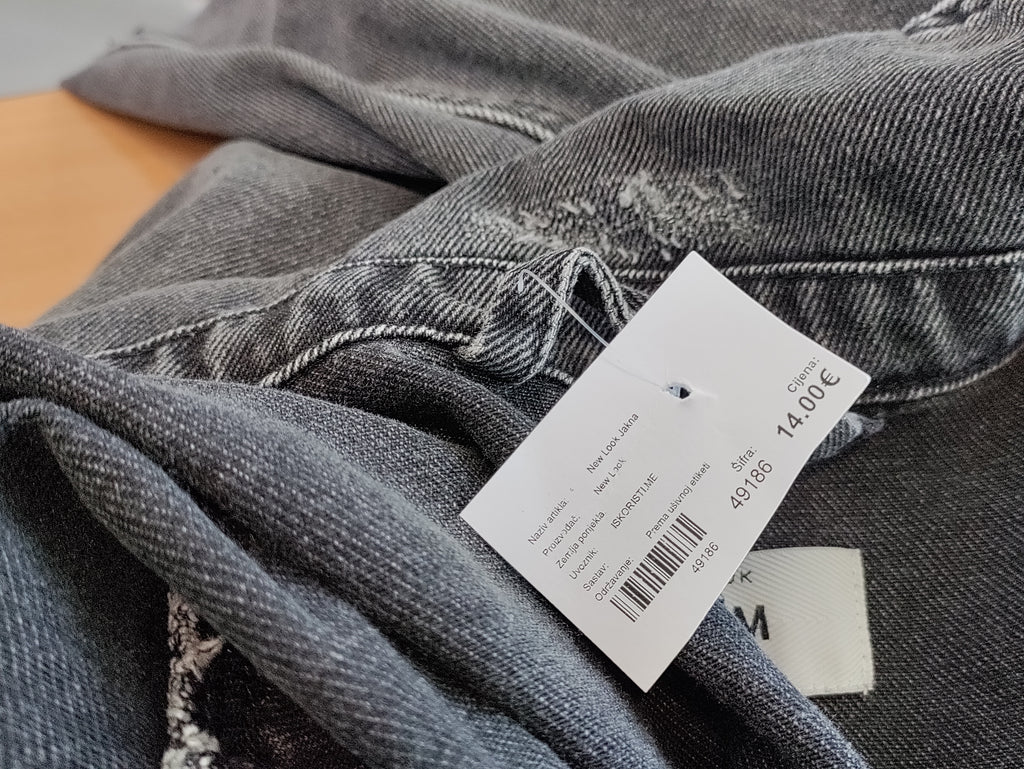 Naziv artikla: New Look Jakna
Proizvođač: New Look
Zemlja porijekla:
Uvoznik: ISKORISTI.ME
Sastav:
Održavanje: Prema ušivnoj etiketi
49186
Šifra:
49186
Cijena:
14.00€
M